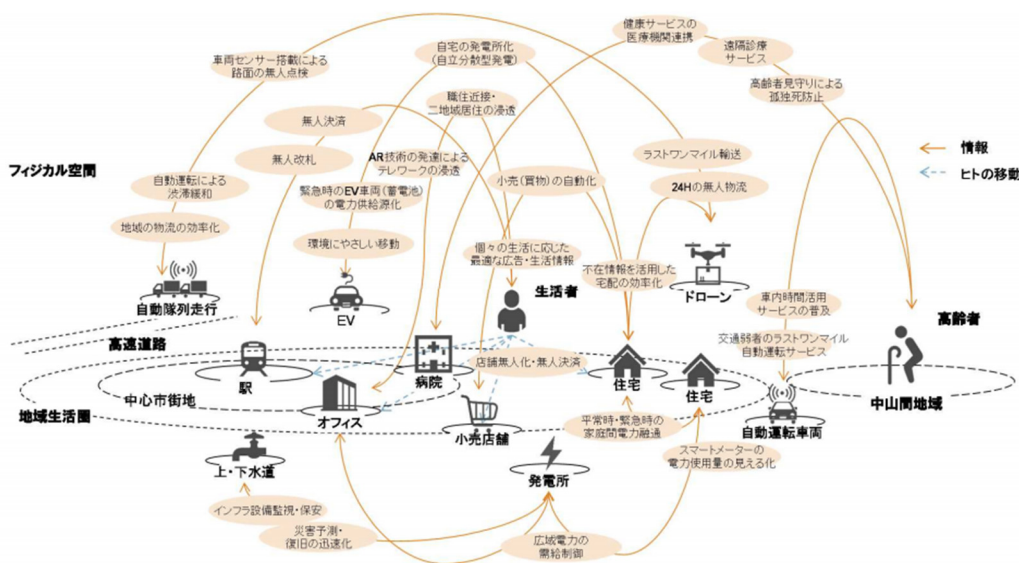 健康サービスの
医療機関連携
遠隔診療
サービス
自宅の発電所化
(自立分散型発電)
車両センサー搭載による
路面の無人点検
高齢者見守りによる
孤独死防止
職住近接・
二地域居住の浸透
無人決済
無人改札
AR技術の発達による
テレワークの浸透
ラストワンマイル輸送
情報
フィジカル空間
ヒトの移動
自動運転による
渋滞緩和
緊急時のEV車両(蓄電池)
の電力供給源化
小売(買物)の自動化
24Hの無人物流
地域の物流の効率化
環境にやさしい移動
個々の生活に応じた
最適な広告・生活情報
不在情報を活用した
宅配の効率化
生活者
ドローン
車内時間活用
サービスの普及
自動隊列走行
EV
高齢者
高速道路
交通弱者のラストワンマイル
自動運転サービス
店舗無人化・無人決済
駅
病院
住宅
住宅
中心市街地
地域生活圏
オフィス
小売店舗
中山間地域
平常時・緊急時の
家庭間電力融通
自動運転車両
スマートメーターの
電力使用量の見える化
上・下水道
発電所
インフラ設備監視・保安
災害予測・
復旧の迅速化
広域電力の
需給制御